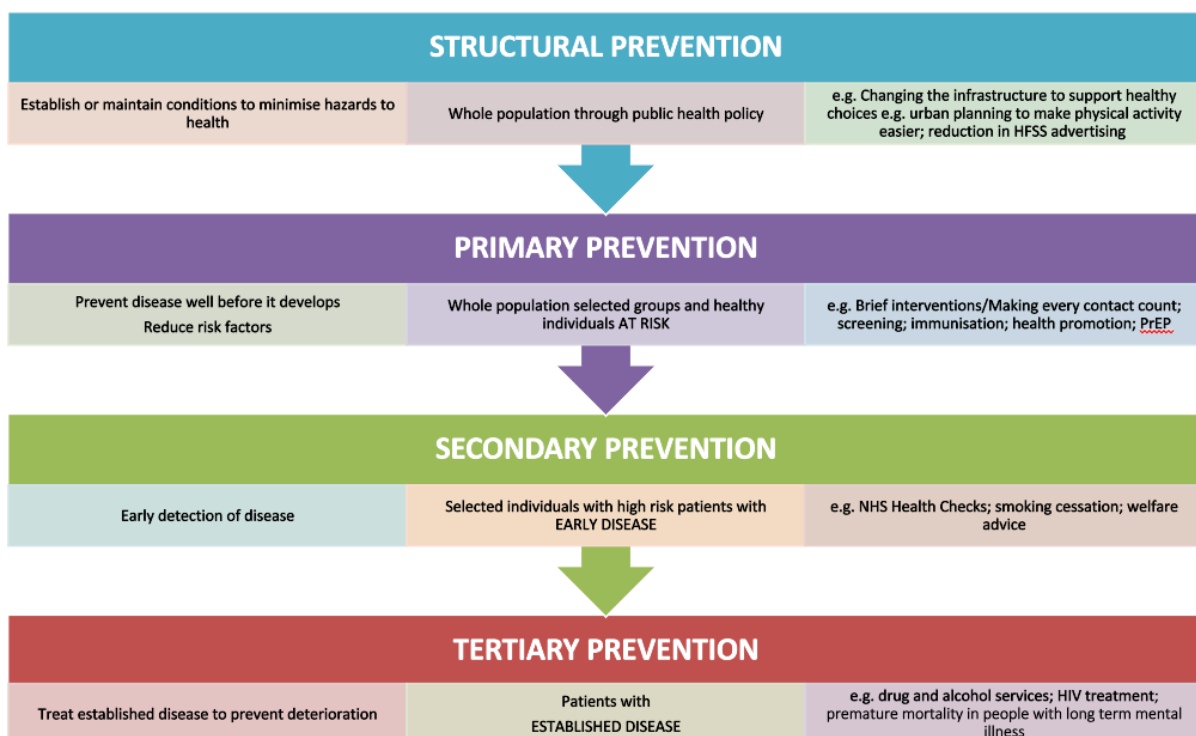 STRUCTURAL PREVENTION
Establish or maintain conditions to minimise hazards to
health
Whole population through public health policy
e.g. Changing the infrastructure to support healthy
choices e.g. urban planning to make physical activity
easier; reduction in HFSS advertising
PRIMARY PREVENTION
Prevent disease well before it develops
Reduce risk factors
Whole population selected groups and healthy
individuals AT RISK
e.g. Brief interventions/Making every contact count;
screening; immunisation; health promotion; PrEP
SECONDARY PREVENTION
Early detection of disease
Selected individuals with high risk patients with
EARLY DISEASE
e.g. NHS Health Checks; smoking cessation; welfare
advice
TERTIARY PREVENTION
Treat established disease to prevent deterioration
Patients with
ESTABLISHED DISEASE
e.g. drug and alcohol services; HIV treatment;
premature mortality in people with long term mental
illness